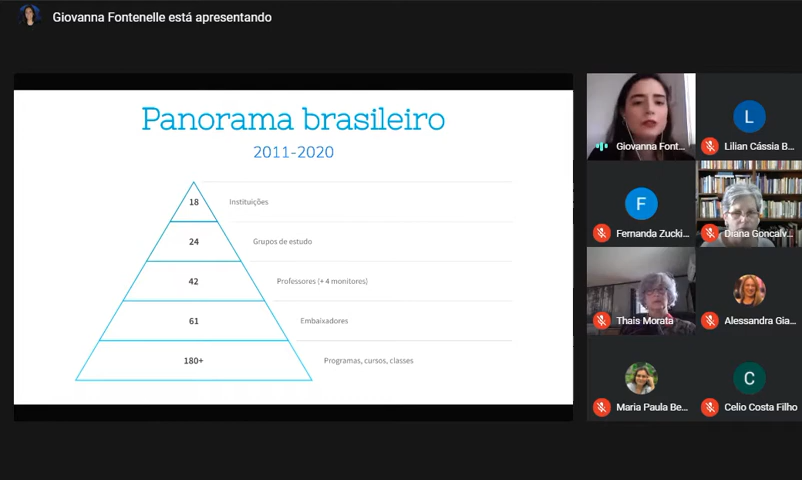 Giovanna Fontenelle está apresentando
Panorama brasileiro
2011-2020
18 Instituições
24 Grupos de estudo
42 Professores (+ 4 monitores)
61 Embaixadores
180+ Programas, cursos, classes
Giovanna Font...
L
Lilian Cássia B...
F
Fernanda Zucki...
Diana Gonçalv...
Thais Morata
Alessandra Gia...
Maria Paula Be...
C
Celio Costa Filho